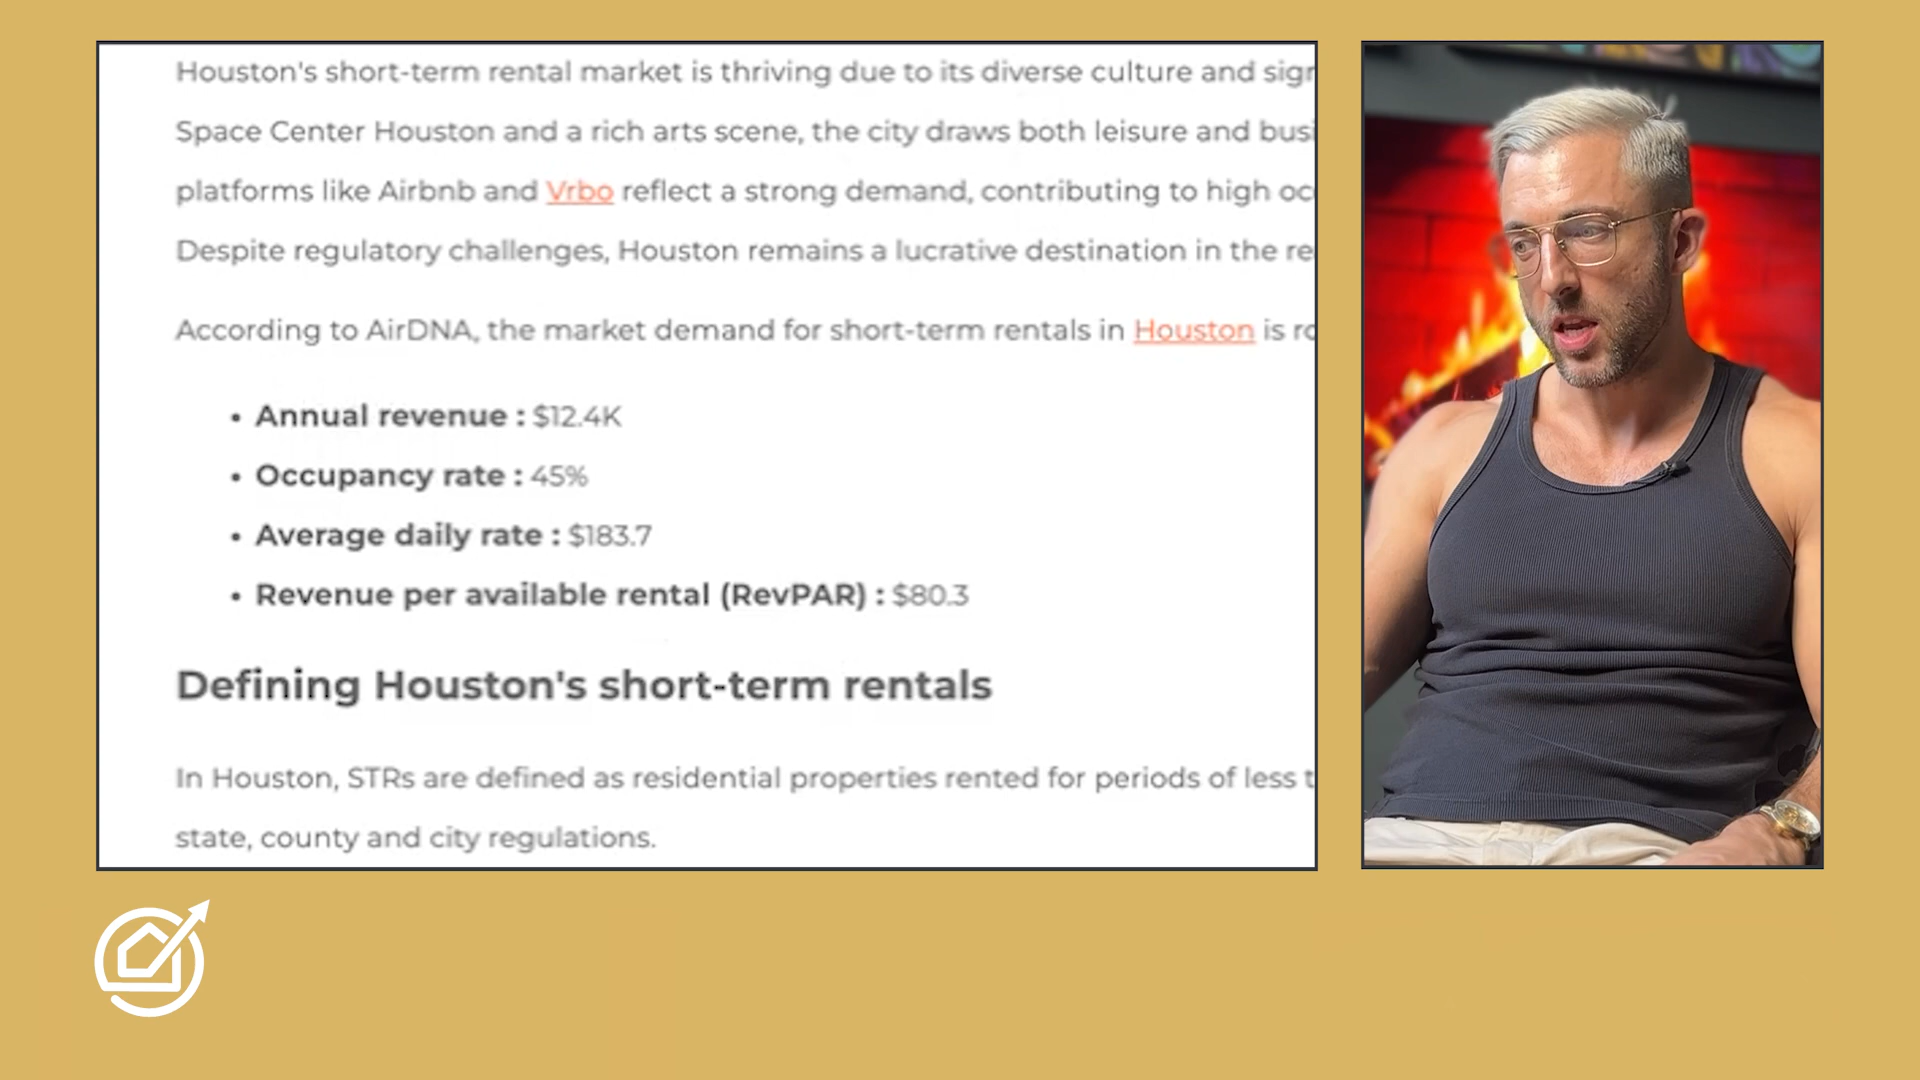 Houston's short-term rental market is thriving due to its diverse culture and
Space Center Houston and a rich arts scene, the city draws both leisure and
platforms like Airbnb and Vrbo reflect a strong demand, contributing to high
Despite regulatory challenges, Houston remains a lucrative destination in the
According to AirDNA, the market demand for short-term rentals in Houston is
• Annual revenue : $12.4K
• Occupancy rate : 45%
• Average daily rate : $183.7
• Revenue per available rental (RevPAR) : $80.3
Defining Houston's short-term rentals
In Houston, STRs are defined as residential properties rented for periods of less
state, county and city regulations.